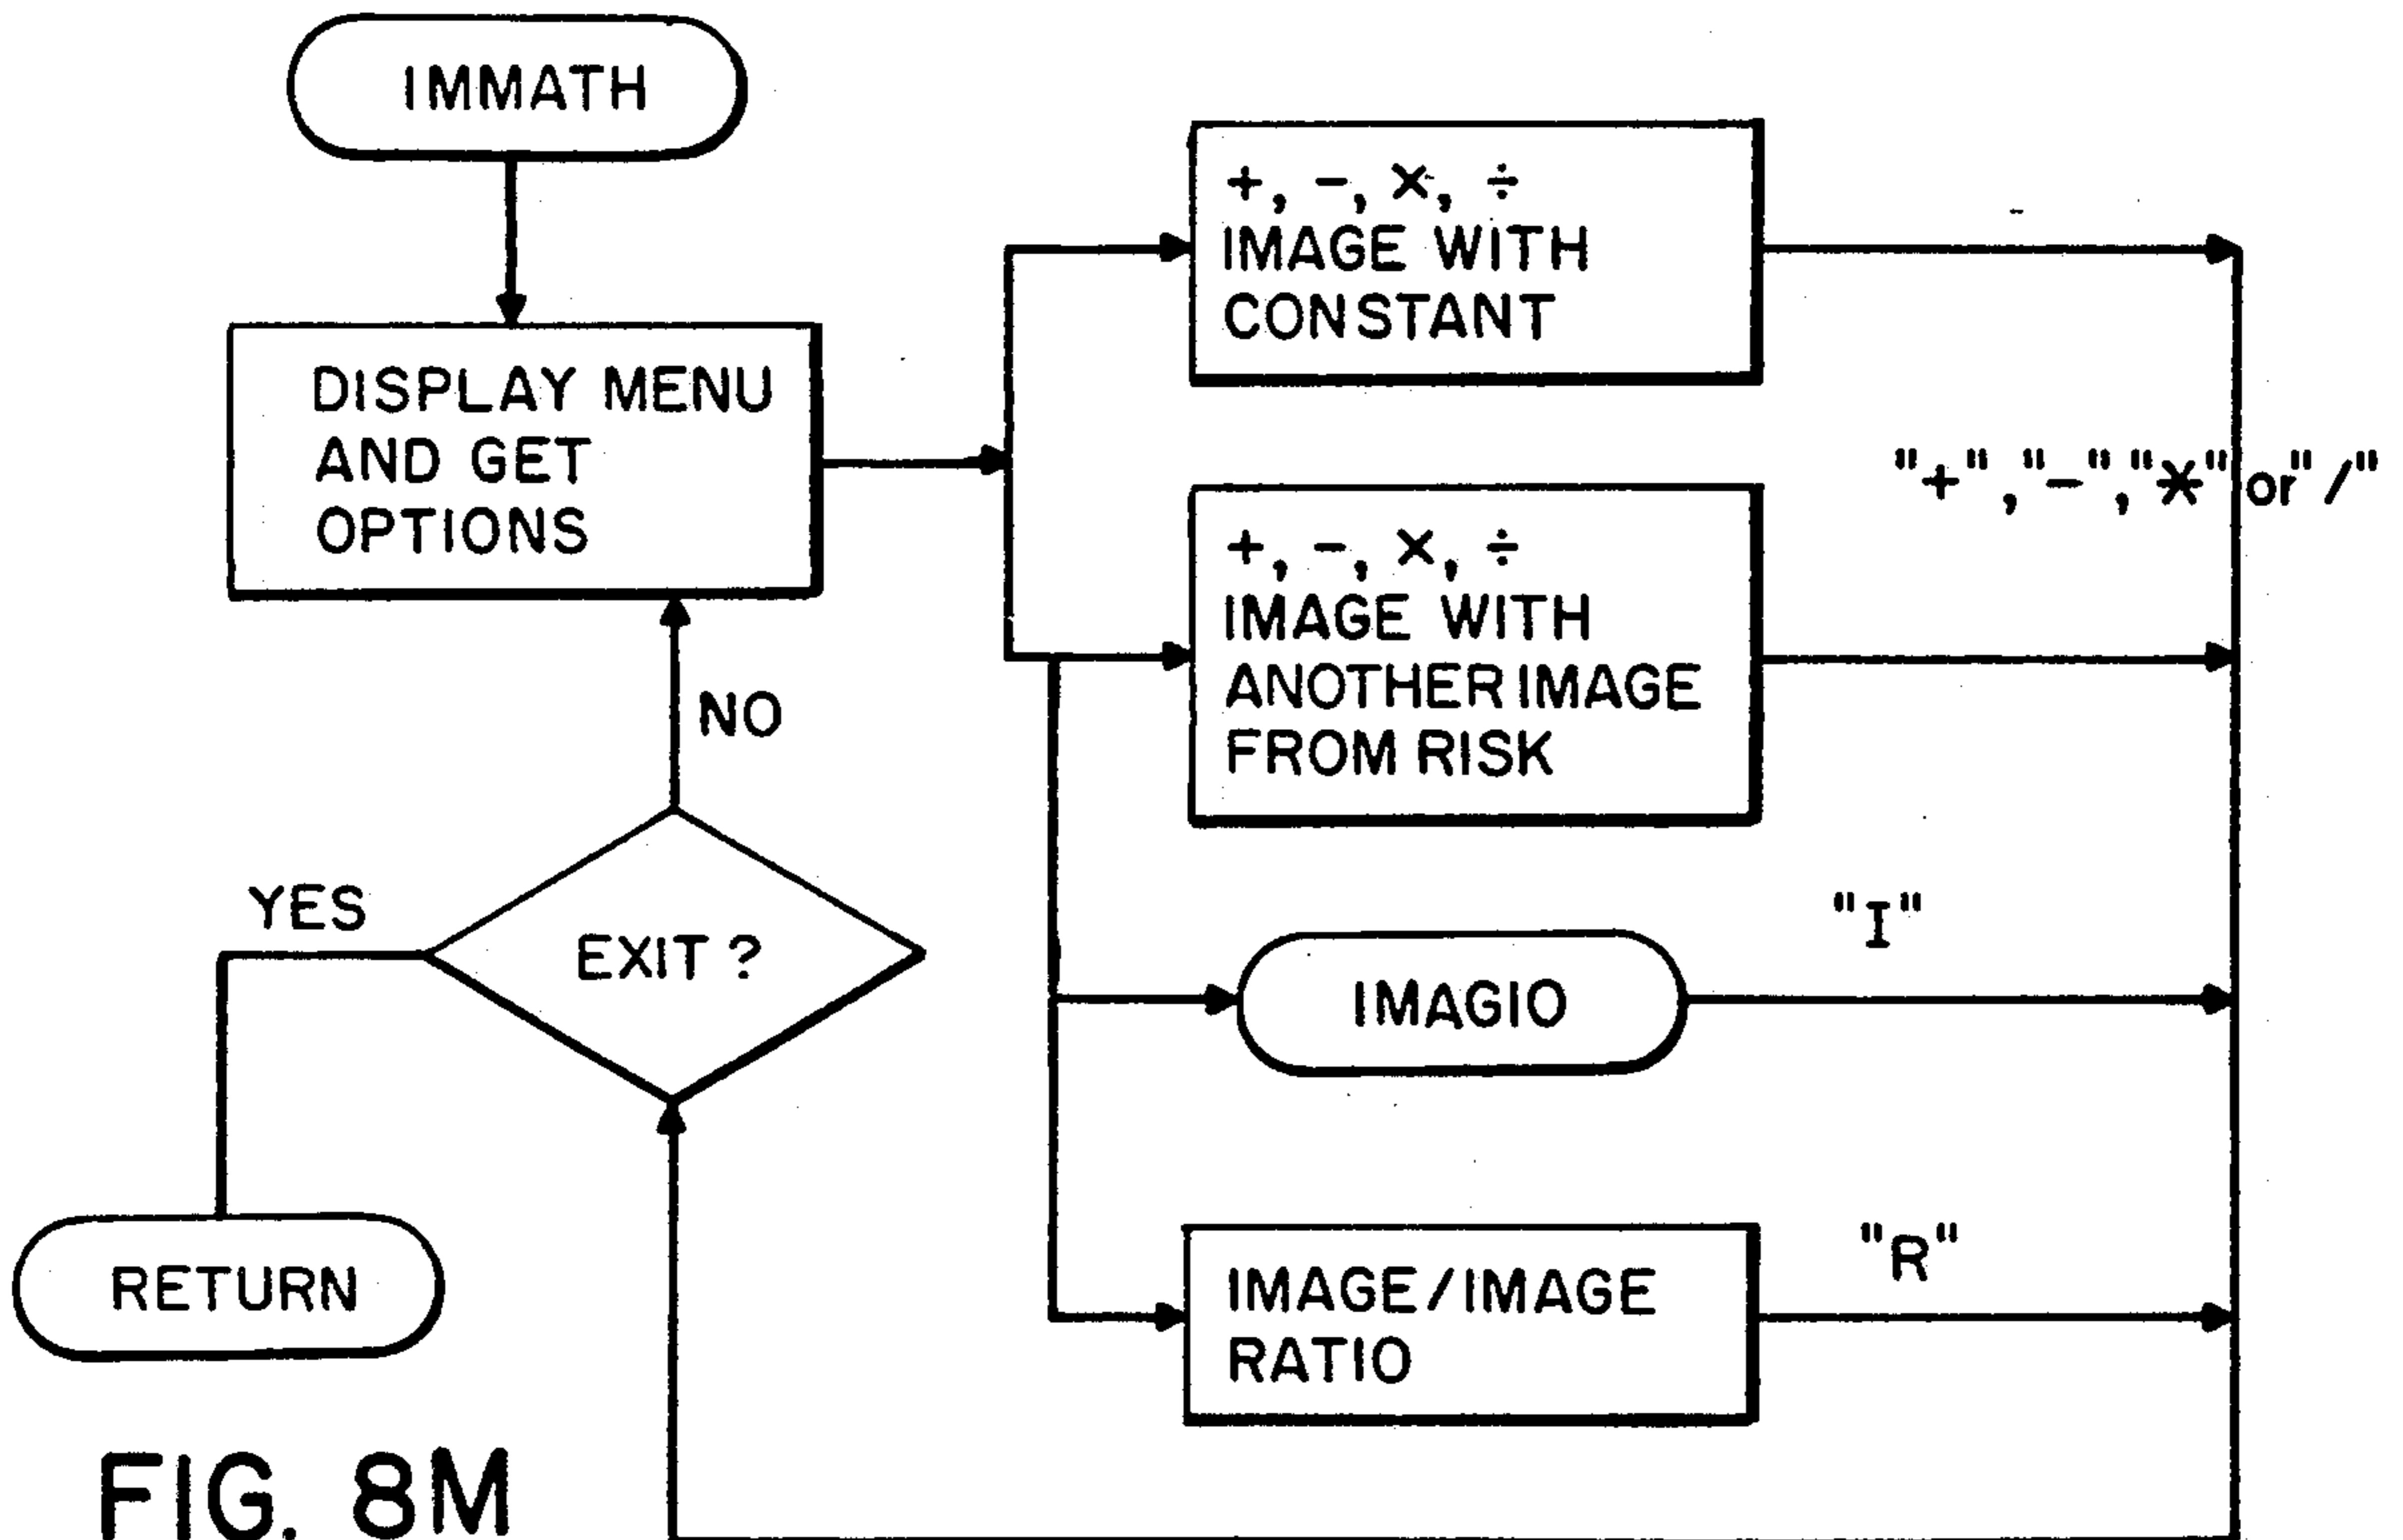 IMMATH
DISPLAY MENU
AND GET
OPTIONS
+, −, ×, ÷
IMAGE WITH
CONSTANT
"+", "−", "*" or "/"
+, −, ×, ÷
IMAGE WITH
ANOTHER IMAGE
FROM RISK
NO
YES
EXIT ?
IMAGIO
"I"
RETURN
IMAGE/IMAGE
RATIO
"R"
FIG. 8M